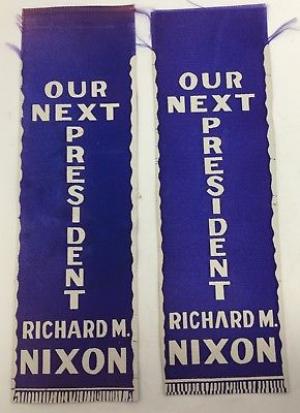 OUR
NEXT
PRESIDENT
RICHARD M.
NIXON
OUR
NEXT
PRESIDENT
RICHARD M.
NIXON